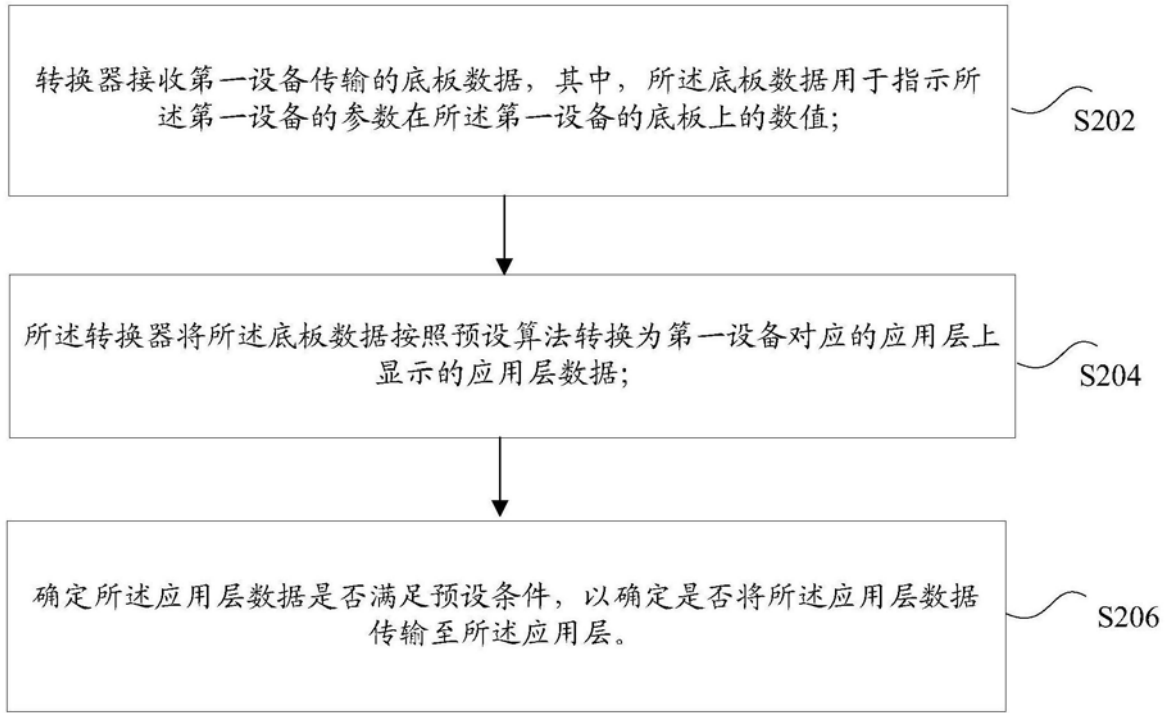 转换器接收第一设备传输的底板数据，其中，所述底板数据用于指示所
述第一设备的参数在所述第一设备的底板上的数值；
S202
所述转换器将所述底板数据按照预设算法转换为第一设备对应的应用层上
显示的应用层数据；
S204
确定所述应用层数据是否满足预设条件，以确定是否将所述应用层数据
传输至所述应用层。
S206